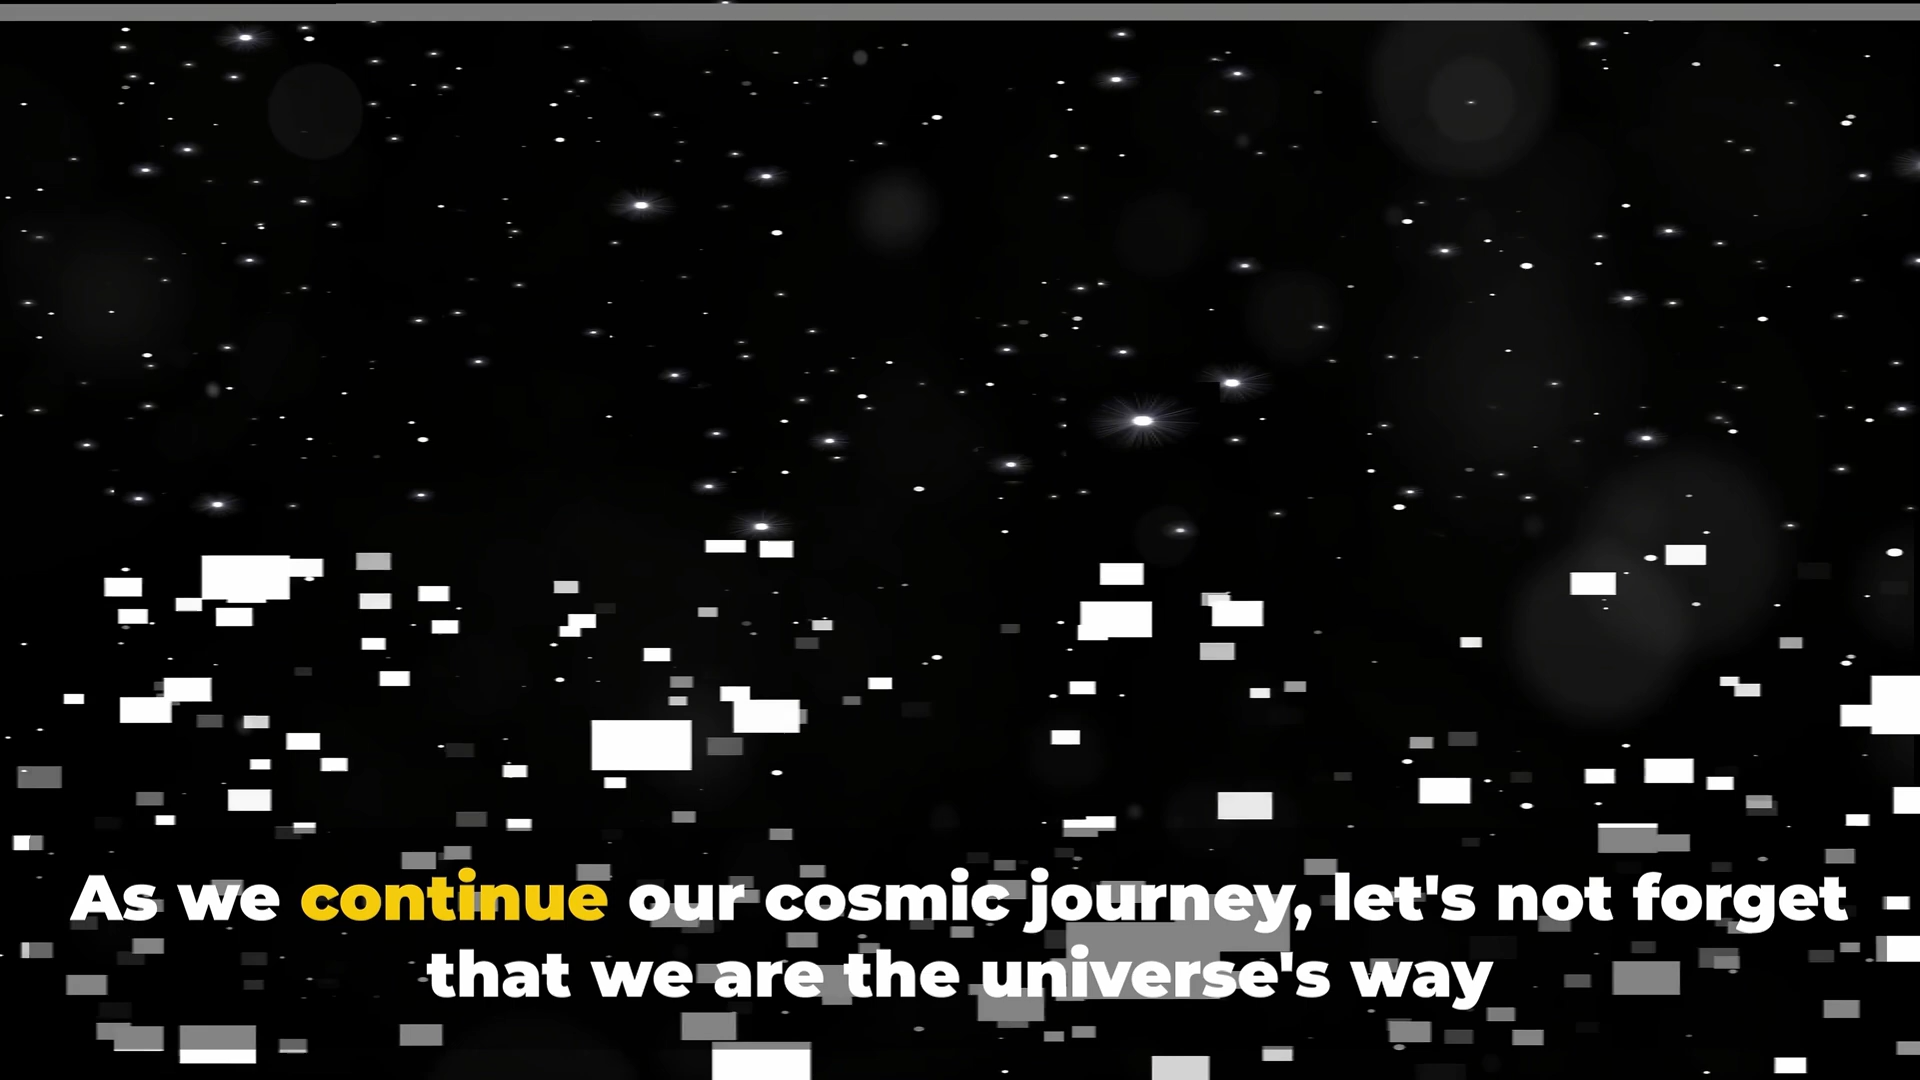 As we continue our cosmic journey, let's not forget
that we are the universe's way